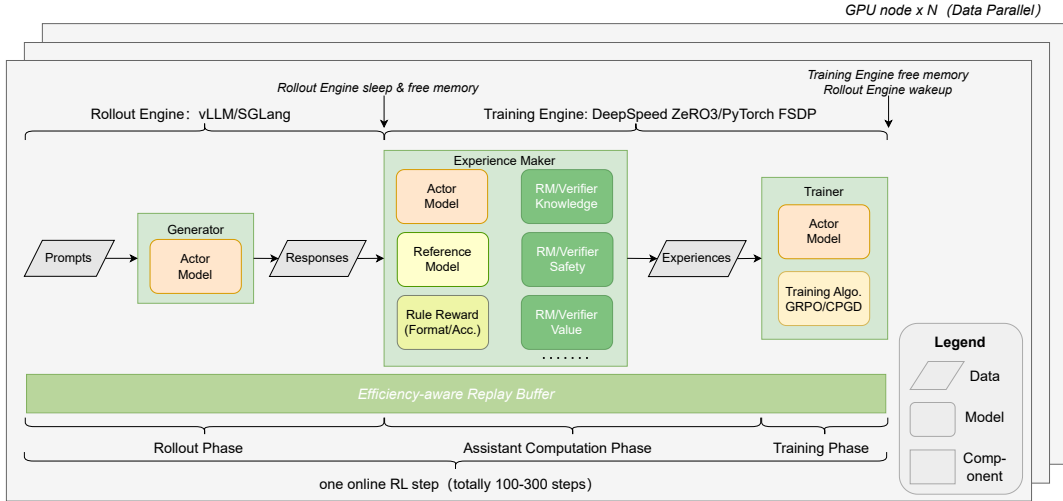 GPU node x N（Data Parallel）
Rollout Engine sleep & free memory
Training Engine free memory
Rollout Engine wakeup
Rollout Engine：vLLM/SGLang
Training Engine: DeepSpeed ZeRO3/PyTorch FSDP
Experience Maker
Actor
Model
RM/Verifier
Knowledge
Trainer
Generator
Actor
Model
Prompts
Actor
Model
Responses
Reference
Model
RM/Verifier
Safety
Experiences
Training Algo.
GRPO/CPGD
Rule Reward
(Format/Acc.)
RM/Verifier
Value
.......
Legend
Data
Model
Comp-
onent
Efficiency-aware Replay Buffer
Rollout Phase
Assistant Computation Phase
Training Phase
one online RL step（totally 100-300 steps）